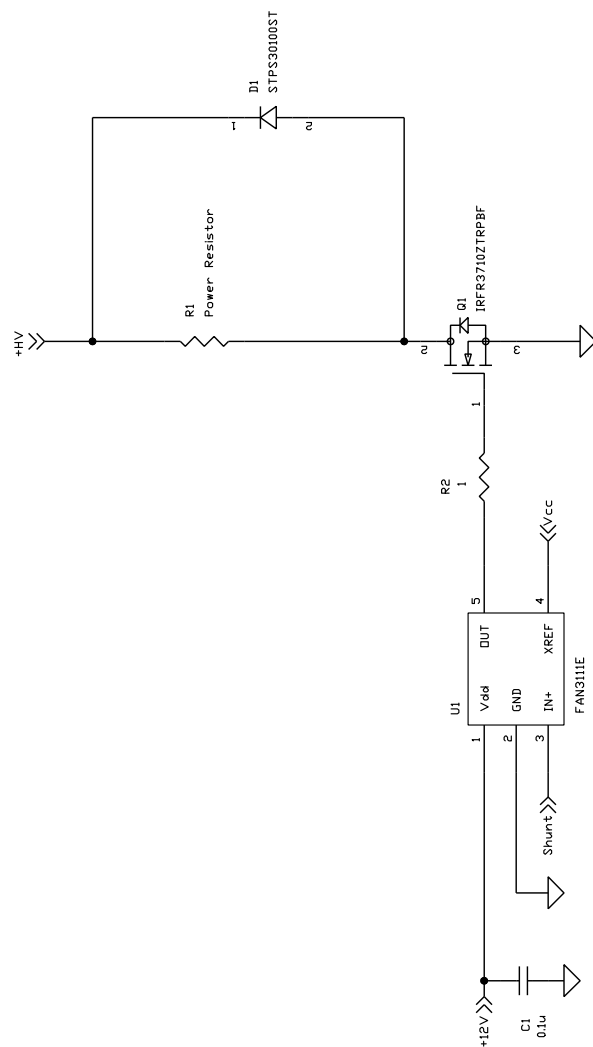 D1
STPS30100ST
1
2
R1
Power Resistor
+HV
Q1
IRFR3710ZTRPBF
2
3
1
R2
1
Vcc
U1
5
OUT
4
XREF
Vdd
GND
IN+
FAN3111E
1
2
3
Shunt
+12V
C1
0.1u